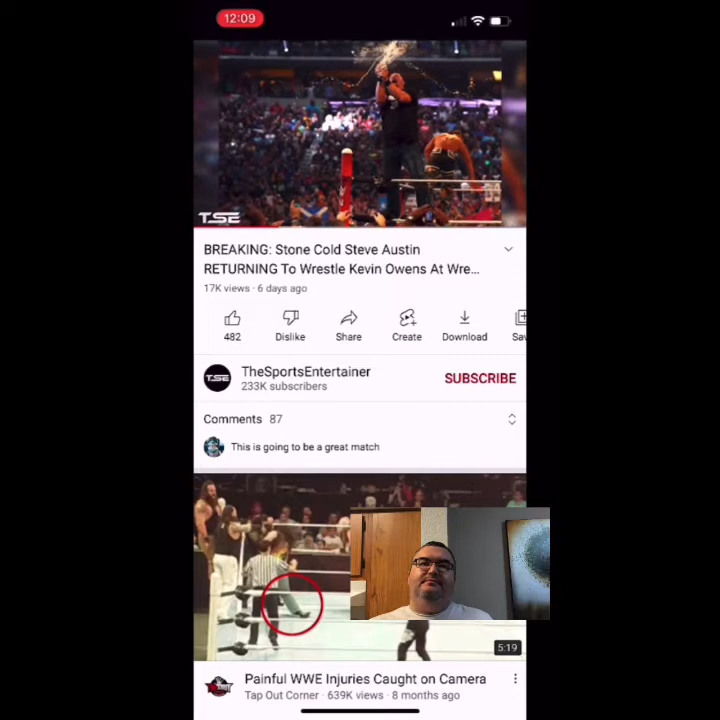 12:09
TSE
BREAKING: Stone Cold Steve Austin
RETURNING To Wrestle Kevin Owens At Wre...
17K views · 6 days ago
482
Dislike
Share
Create
Download
Sav
TSE
TheSportsEntertainer
233K subscribers
SUBSCRIBE
Comments 87
This is going to be a great match
5:19
Painful WWE Injuries Caught on Camera
Tap Out Corner · 639K views · 8 months ago